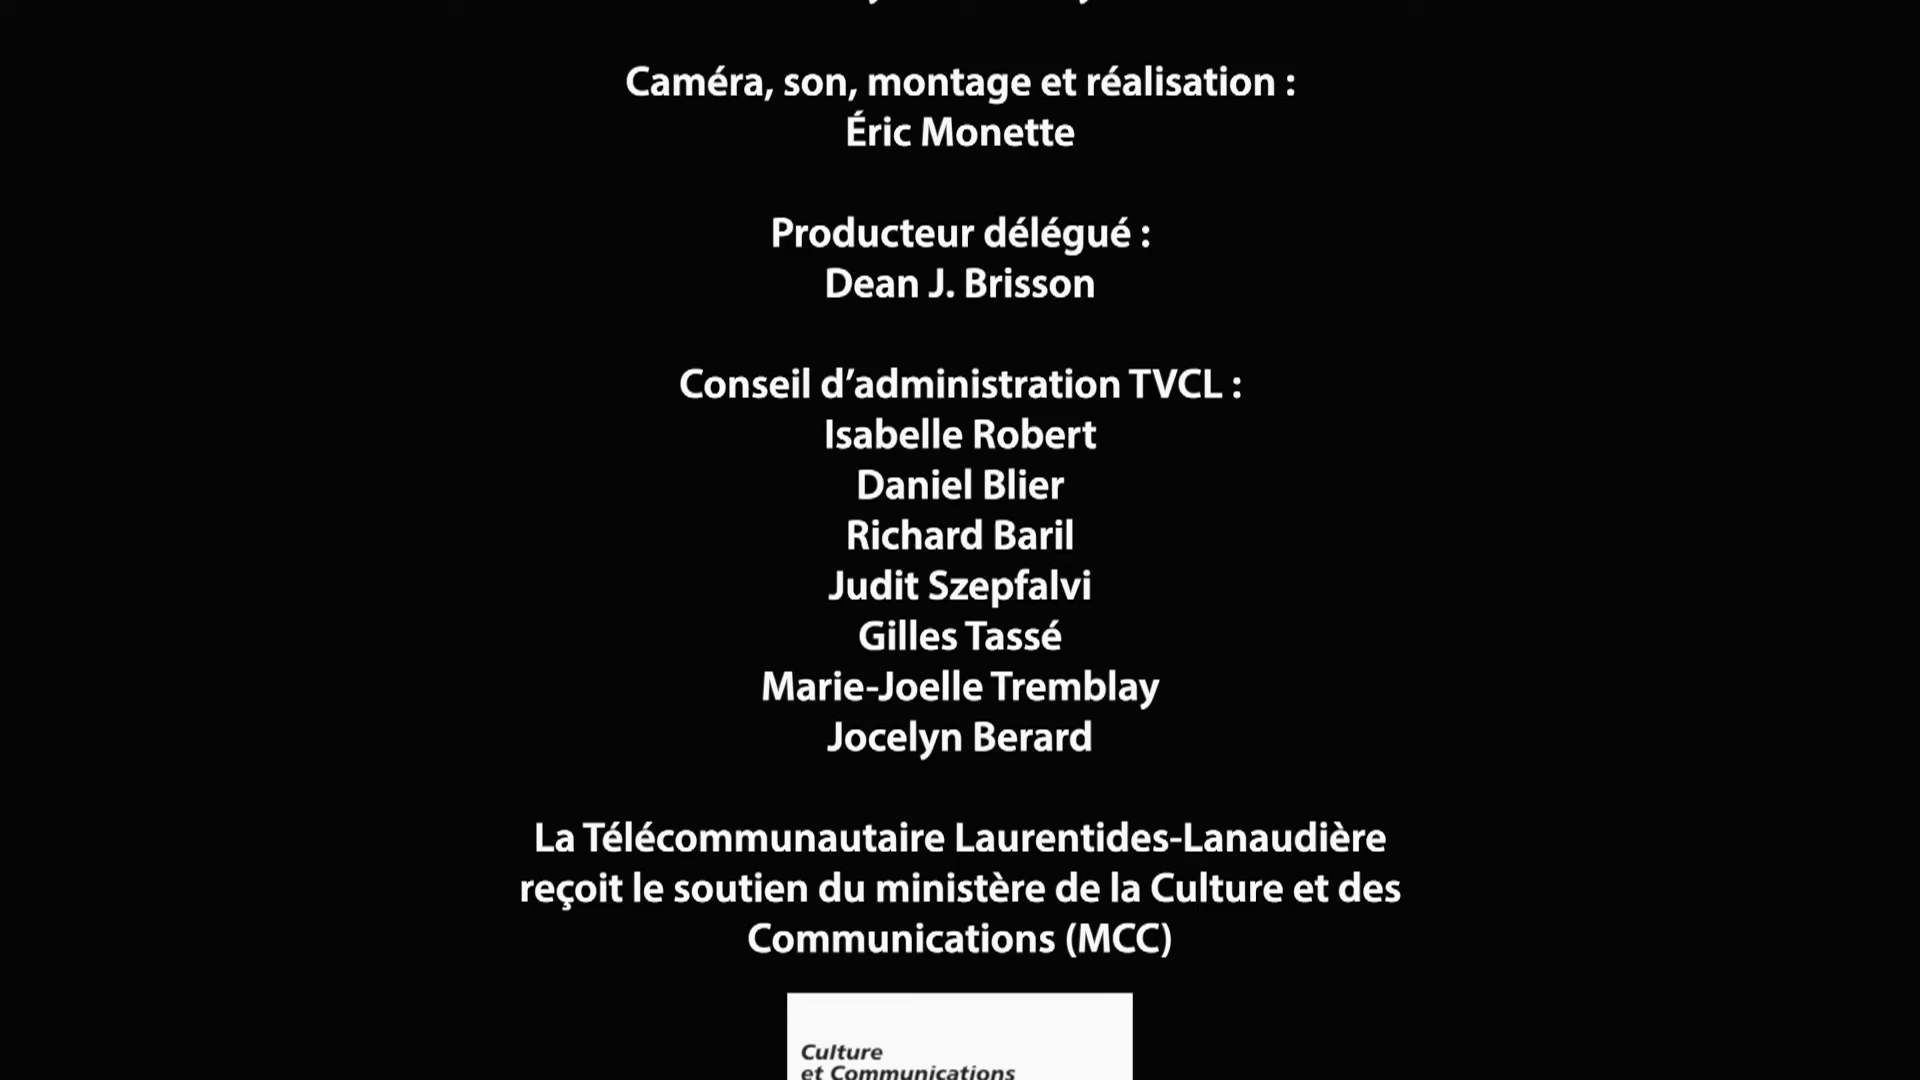 Caméra, son, montage et réalisation :
Éric Monette
Producteur délégué :
Dean J. Brisson
Conseil d’administration TVCL :
Isabelle Robert
Daniel Blier
Richard Baril
Judit Szepfalvi
Gilles Tassé
Marie-Joelle Tremblay
Jocelyn Berard
La Télécommunautaire Laurentides-Lanaudière
reçoit le soutien du ministère de la Culture et des
Communications (MCC)
Culture
et Communications